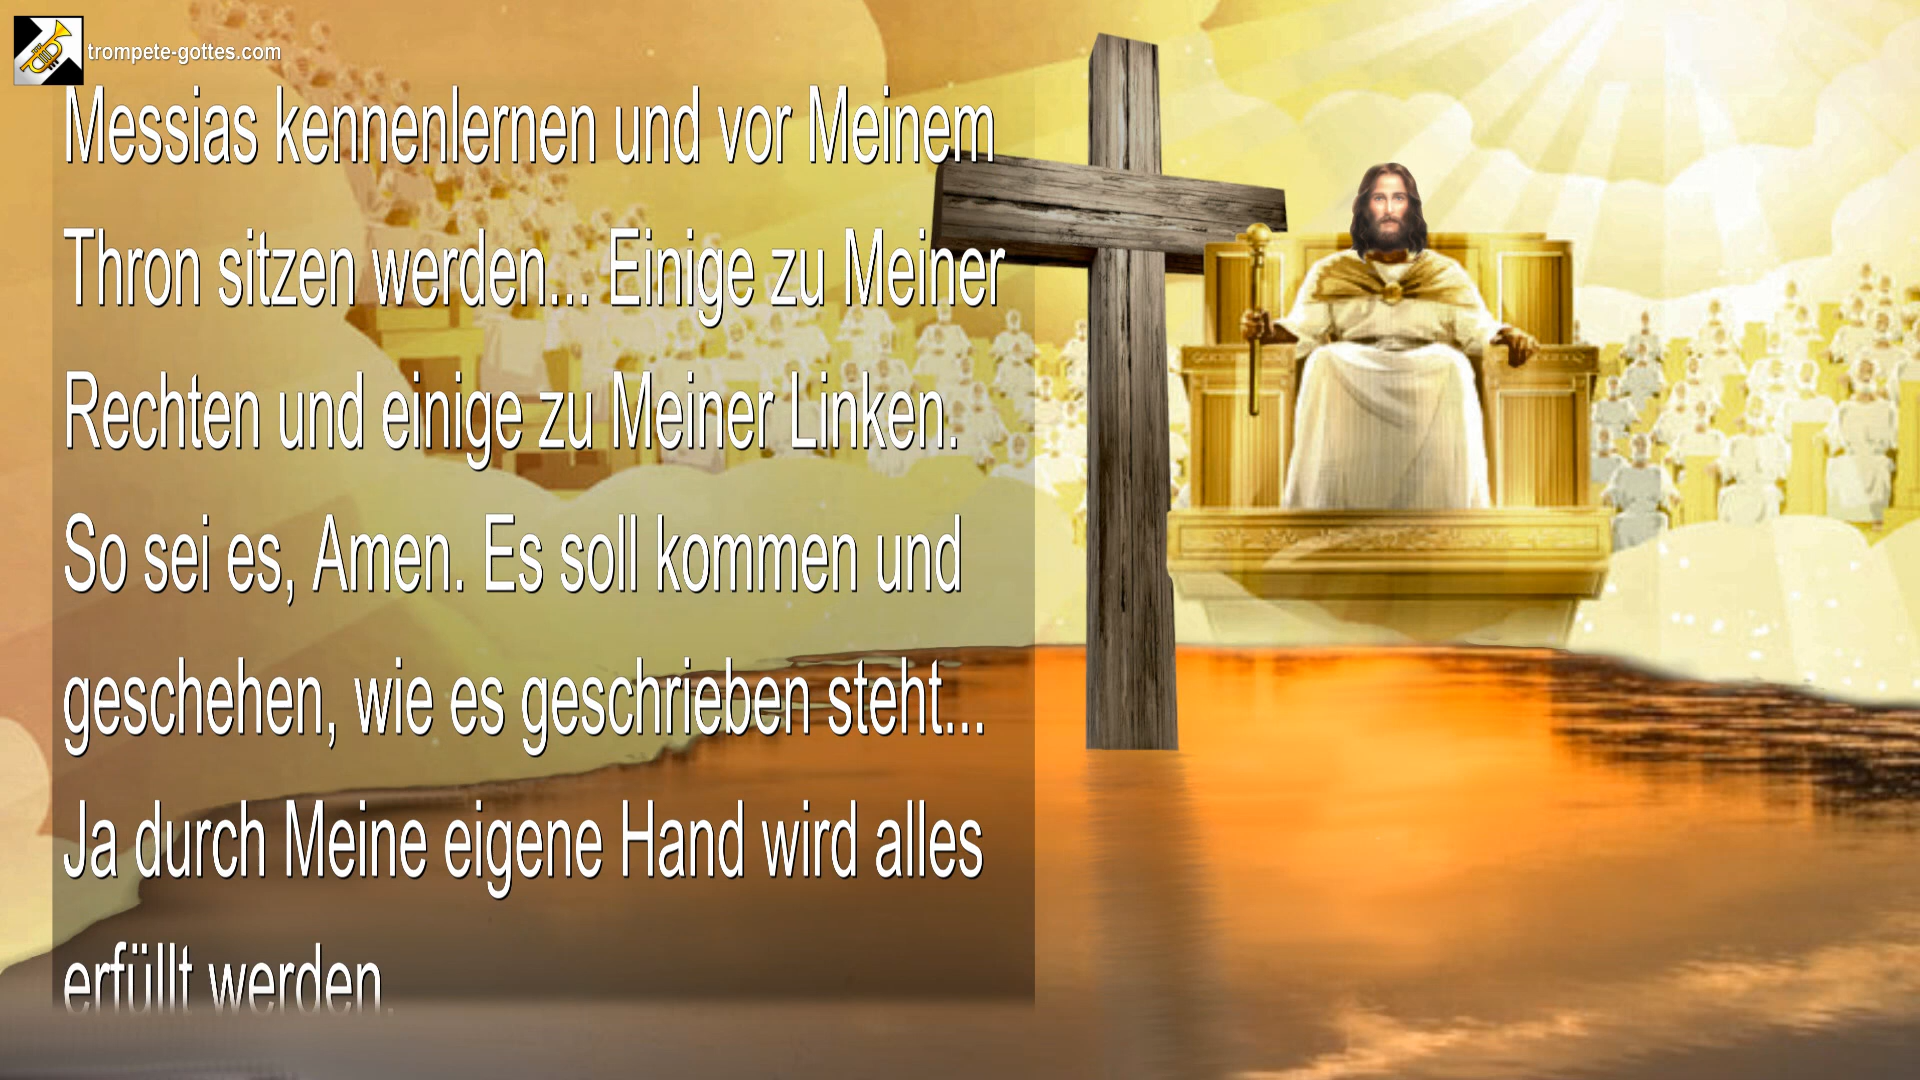 trompete-gottes.com
Messias kennenlernen und vor Meinem
Thron sitzen werden... Einige zu Meiner
Rechten und einige zu Meiner Linken.
So sei es, Amen. Es soll kommen und
geschehen, wie es geschrieben steht...
Ja durch Meine eigene Hand wird alles
erfüllt werden.